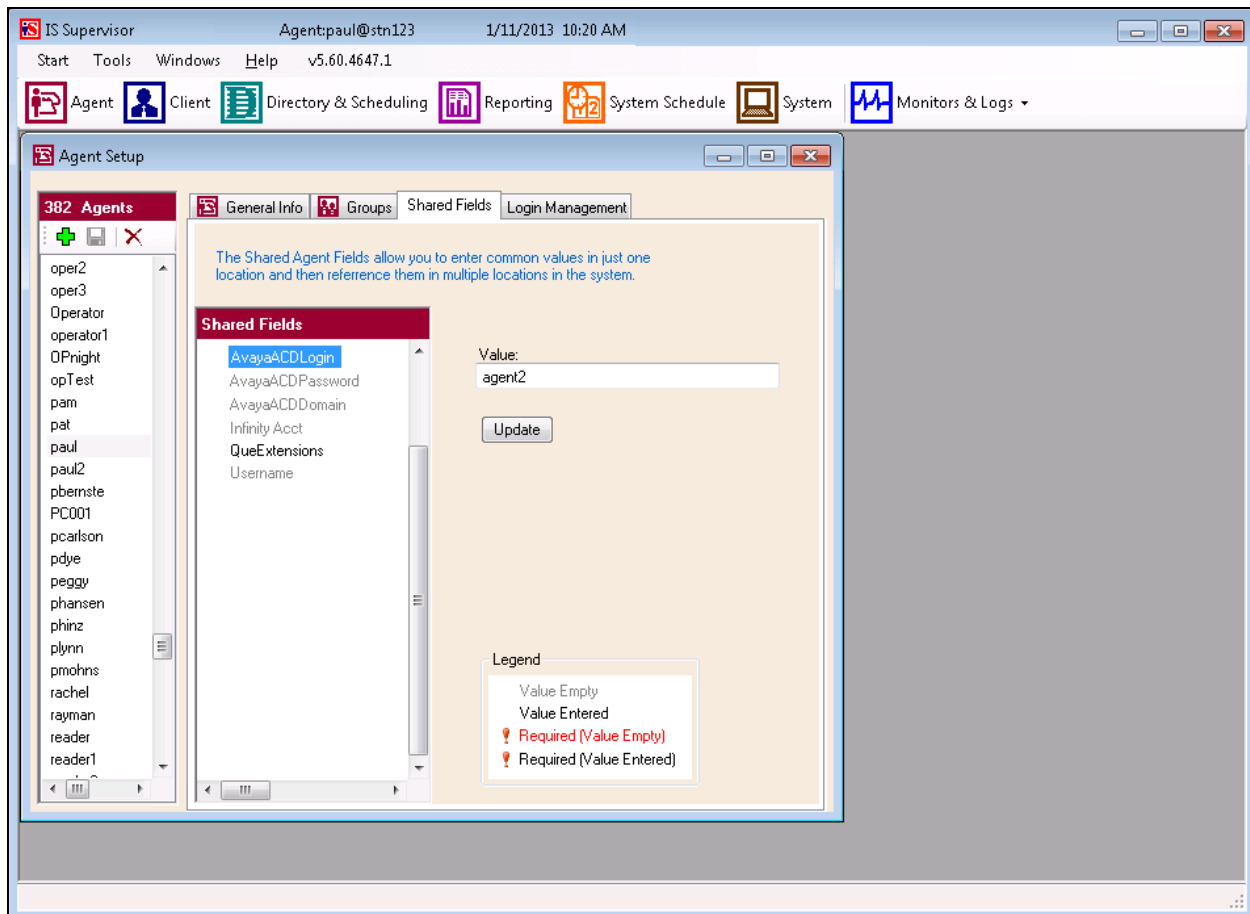 IS Supervisor Agent:paul@stn123 1/11/2013 10:20 AM
Start Tools Windows Help v5.60.4647.1
Agent Client Directory & Scheduling Reporting System Schedule System Monitors & Logs
Agent Setup
382 Agents
oper2
oper3
Operator
operator1
OPnight
opTest
pam
pat
paul
paul2
pbernste
PC001
pcarlson
pdye
peggy
phansen
phinz
plynn
pmohns
rachel
rayman
reader
reader1
General Info Groups Shared Fields Login Management
The Shared Agent Fields allow you to enter common values in just one
location and then referrence them in multiple locations in the system.
Shared Fields
AvayaACDLogin
AvayaACDPassword
AvayaACDDomain
Infinity Acct
QueExtensions
Username
Value:
agent2
Update
Legend
Value Empty
Value Entered
Required (Value Empty)
Required (Value Entered)